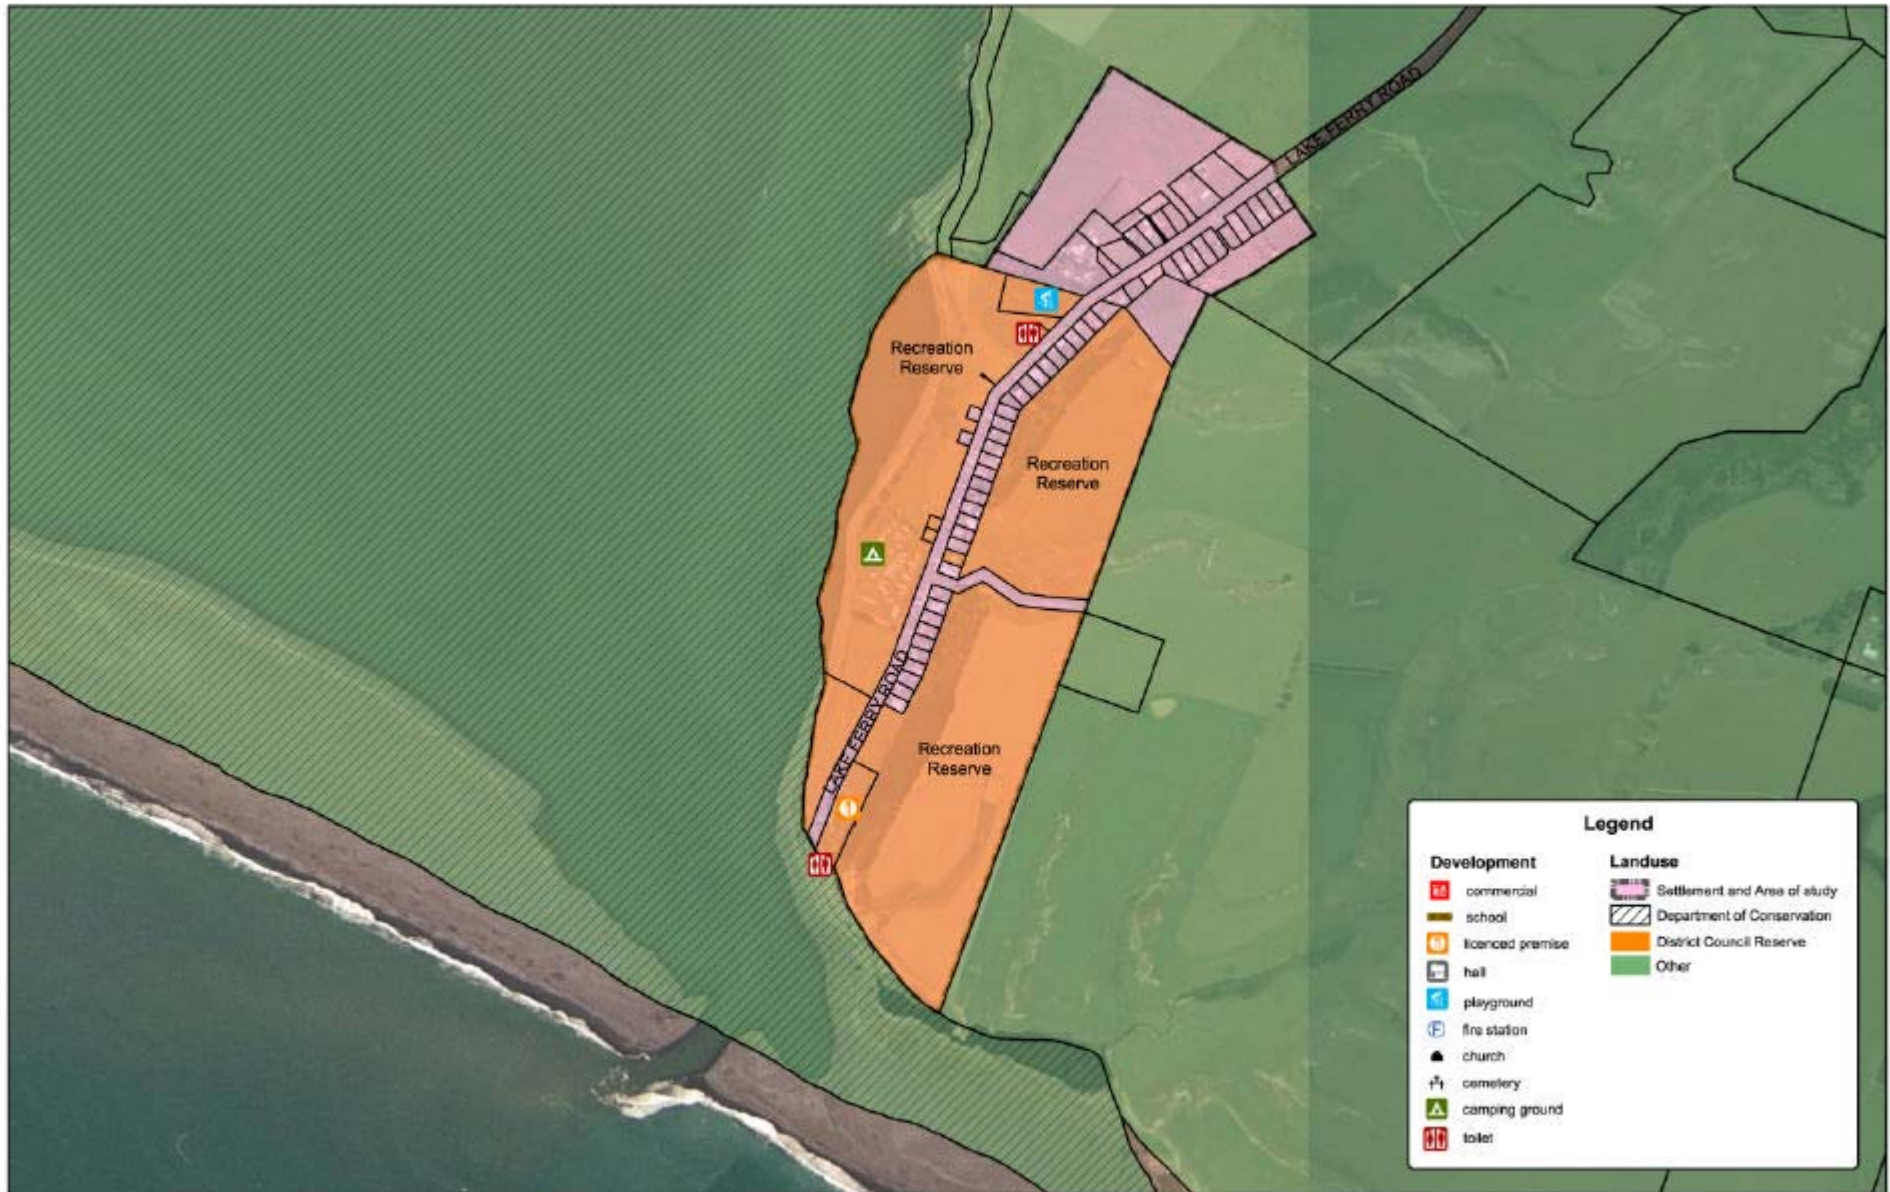 LAKE FERRY ROAD
Recreation
Reserve
Recreation
Reserve
LAKE FERRY ROAD
Recreation
Reserve
Legend
Development
commercial
school
licenced premise
hall
playground
fire station
church
cemetery
camping ground
toilet
Landuse
Settlement and Area of study
Department of Conservation
District Council Reserve
Other